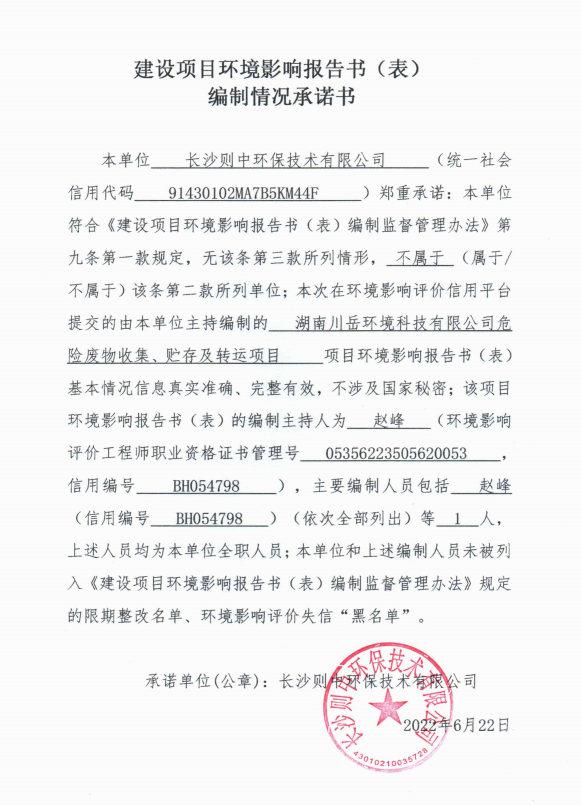 建设项目环境影响报告书（表）
编制情况承诺书
本单位 长沙则中环保技术有限公司 （统一社会
信用代码 91430102MA7B5KM44F ）郑重承诺：本单位
符合《建设项目环境影响报告书（表）编制监督管理办法》第
九条第一款规定，无该条第三款所列情形， 不属于 （属于/
不属于）该条第二款所列单位；本次在环境影响评价信用平台
提交的由本单位主持编制的 湖南川岳环境科技有限公司危
险废物收集、贮存及转运项目 项目环境影响报告书（表）
基本情况信息真实准确、完整有效，不涉及国家秘密；该项目
环境影响报告书（表）的编制主持人为 赵峰 （环境影响
评价工程师职业资格证书管理号 05356223505620053 ，
信用编号 BH054798 ），主要编制人员包括 赵峰
（信用编号 BH054798 ）（依次全部列出）等 1 人，
上述人员均为本单位全职人员；本单位和上述编制人员未被列
入《建设项目环境影响报告书（表）编制监督管理办法》规定
的限期整改名单、环境影响评价失信“黑名单”。
承诺单位(公章)：长沙则中环保技术有限公司
2022年6月22日
长沙则中环保技术有限公司
43010210035728